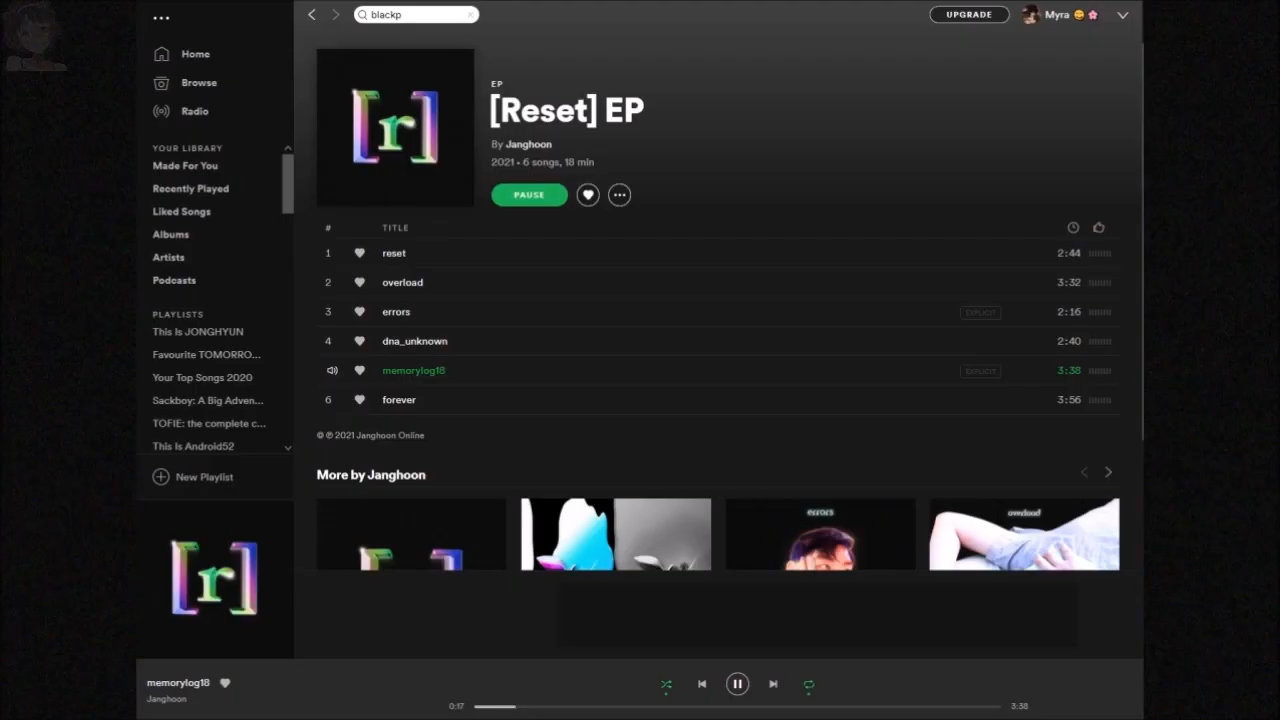 blackp
UPGRADE
Myra
Home
Browse
Radio
YOUR LIBRARY
Made For You
Recently Played
Liked Songs
Albums
Artists
Podcasts
PLAYLISTS
This Is JONGHYUN
Favourite TOMORRO...
Your Top Songs 2020
Sackboy: A Big Adven...
TOFIE: the complete c...
This Is Android52
New Playlist
[r]
EP
[Reset] EP
By Janghoon
2021 • 6 songs, 18 min
PAUSE
# TITLE
1 reset 2:44
2 overload 3:32
3 errors EXPLICIT 2:16
4 dna_unknown 2:40
memorylog18 EXPLICIT 3:38
6 forever 3:56
© ℗ 2021 Janghoon Online
More by Janghoon
errors
overload
[r]
memorylog18
Janghoon
0:17
3:38